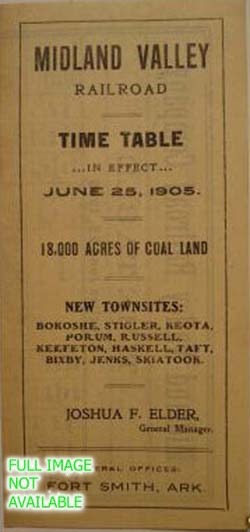 MIDLAND VALLEY
RAILROAD
TIME TABLE
...IN EFFECT...
JUNE 25, 1905.
18,000 ACRES OF COAL LAND
NEW TOWNSITES:
BOKOSHE, STIGLER, KEOTA,
PORUM, RUSSELL,
KEEFETON, HASKELL, TAFT,
BIXBY, JENKS, SKIATOOK.
JOSHUA F. ELDER,
General Manager.
OFFICES:
FORT SMITH, ARK.
FULL IMAGE
NOT
AVAILABLE